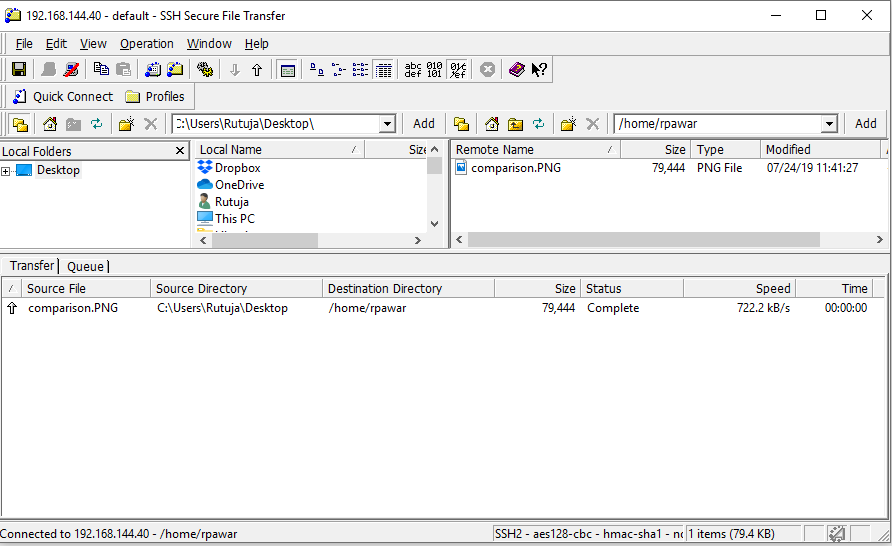 192.168.144.40 - default - SSH Secure File Transfer
File Edit View Operation Window Help
abc def 010 101
Quick Connect Profiles
:\Users\Rutuja\Desktop\ Add /home/rpawar Add
Local Folders
Desktop
Local Name / Size
Dropbox
OneDrive
Rutuja
This PC
Remote Name / Size Type Modified
comparison.PNG 79,444 PNG File 07/24/19 11:41:27
Transfer Queue
/ Source File Source Directory Destination Directory Size Status Speed Time
comparison.PNG C:\Users\Rutuja\Desktop /home/rpawar 79,444 Complete 722.2 kB/s 00:00:00
Connected to 192.168.144.40 - /home/rpawar SSH2 - aes128-cbc - hmac-sha1 - 1 items (79.4 KB)